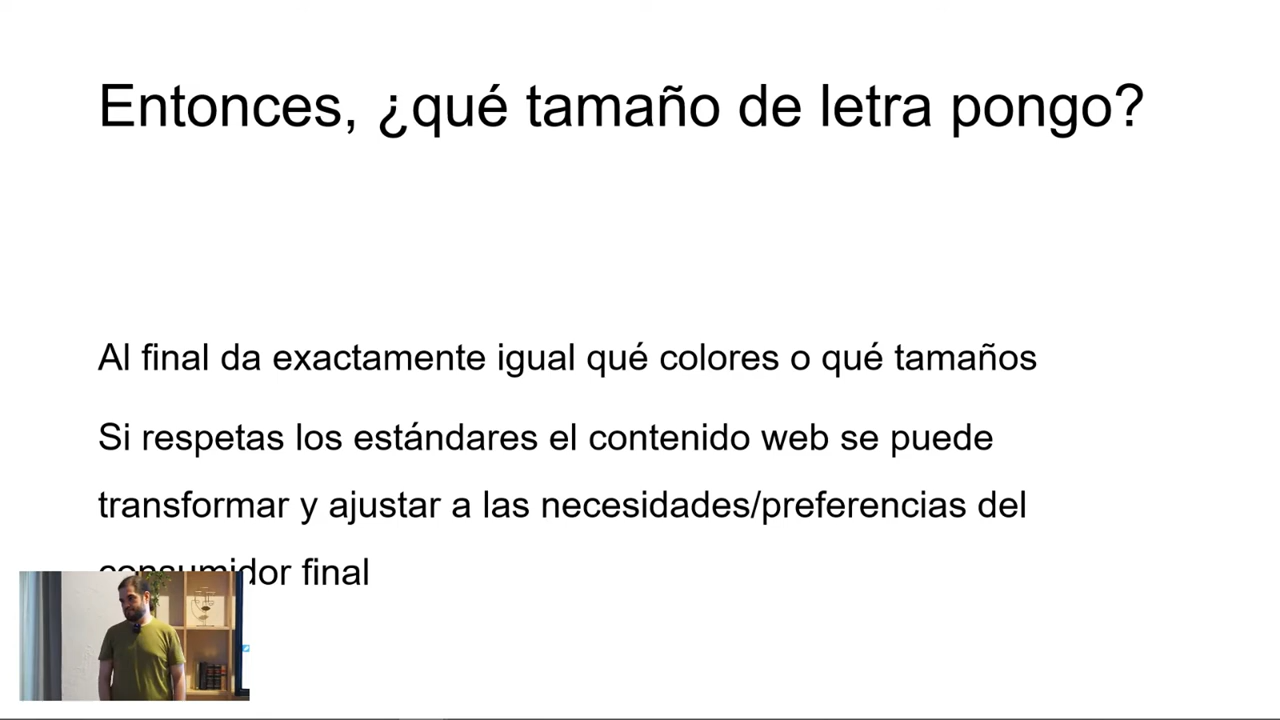 Entonces, ¿qué tamaño de letra pongo?
Al final da exactamente igual qué colores o qué tamaños
Si respetas los estándares el contenido web se puede
transformar y ajustar a las necesidades/preferencias del
consumidor final